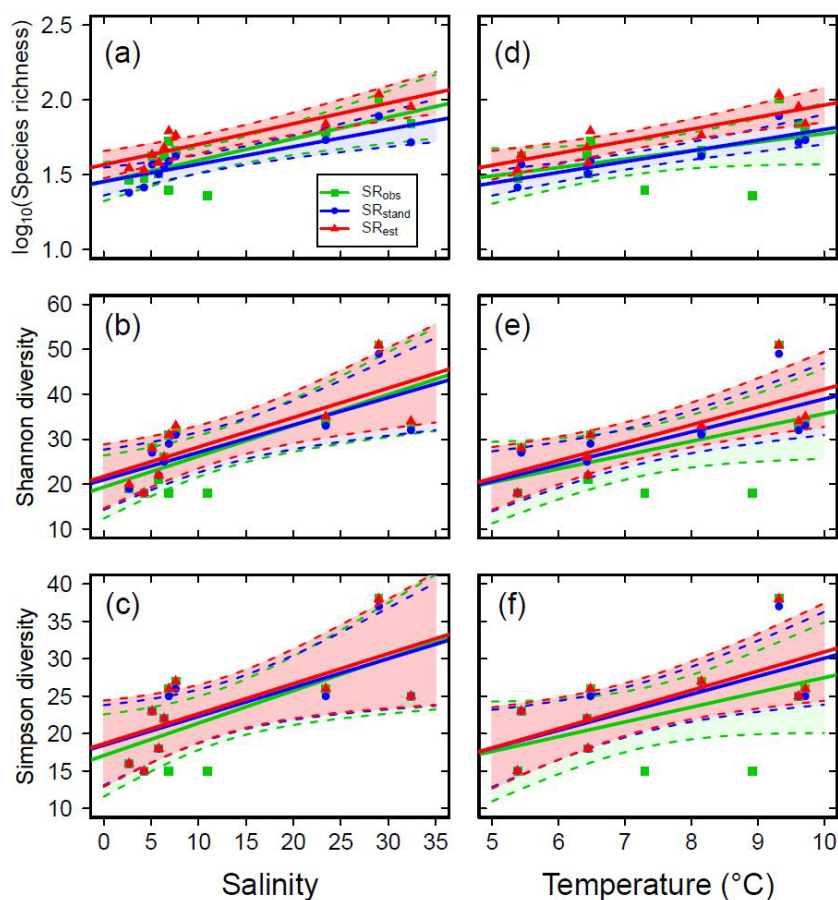 (a)
log₁₀(Species richness)
2.5
2.0
1.5
1.0
SRobs
SRstand
SRest
(d)
(b)
Shannon diversity
60
50
40
30
20
10
(e)
(c)
Simpson diversity
40
35
30
25
20
15
10
(f)
0 5 10 15 20 25 30 35
5 6 7 8 9 10
Salinity
Temperature (°C)